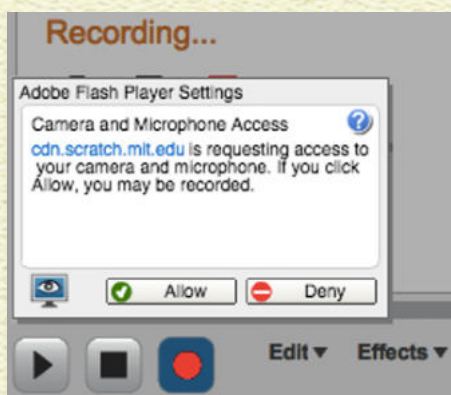 Recording...
Adobe Flash Player Settings
Camera and Microphone Access
cdn.scratch.mit.edu is requesting access to
your camera and microphone. If you click
Allow, you may be recorded.
Allow
Deny
Edit
Effects